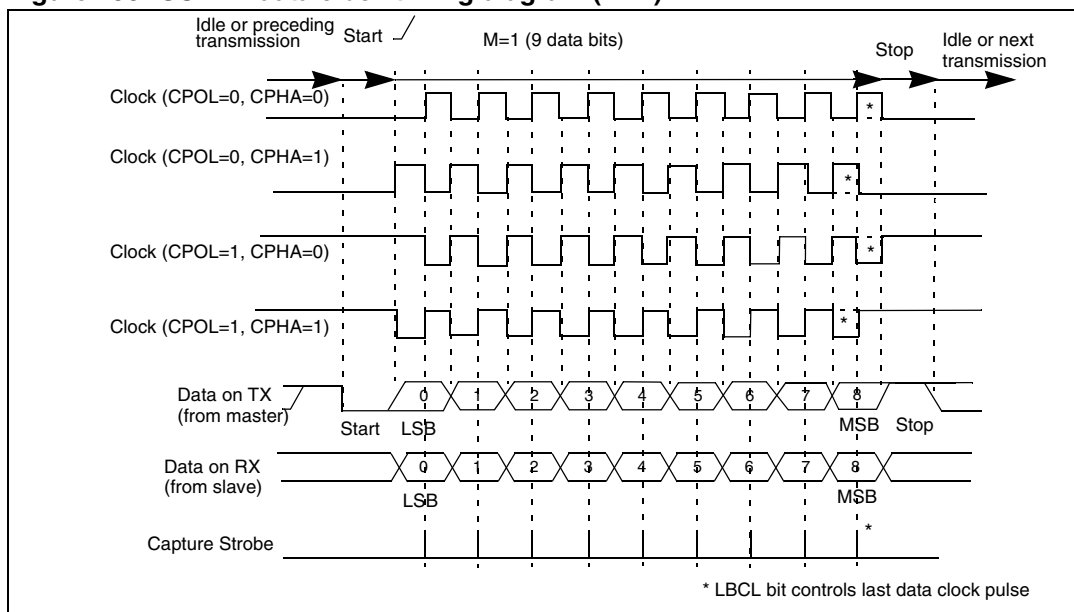 Idle or preceding
transmission
Start
M=1 (9 data bits)
Stop
Idle or next
transmission
Clock (CPOL=0, CPHA=0)
*
Clock (CPOL=0, CPHA=1)
*
Clock (CPOL=1, CPHA=0)
*
Clock (CPOL=1, CPHA=1)
*
Data on TX
(from master)
0 1 2 3 4 5 6 7 8
Start LSB MSB Stop
Data on RX
(from slave)
0 1 2 3 4 5 6 7 8
LSB MSB
Capture Strobe
*
* LBCL bit controls last data clock pulse